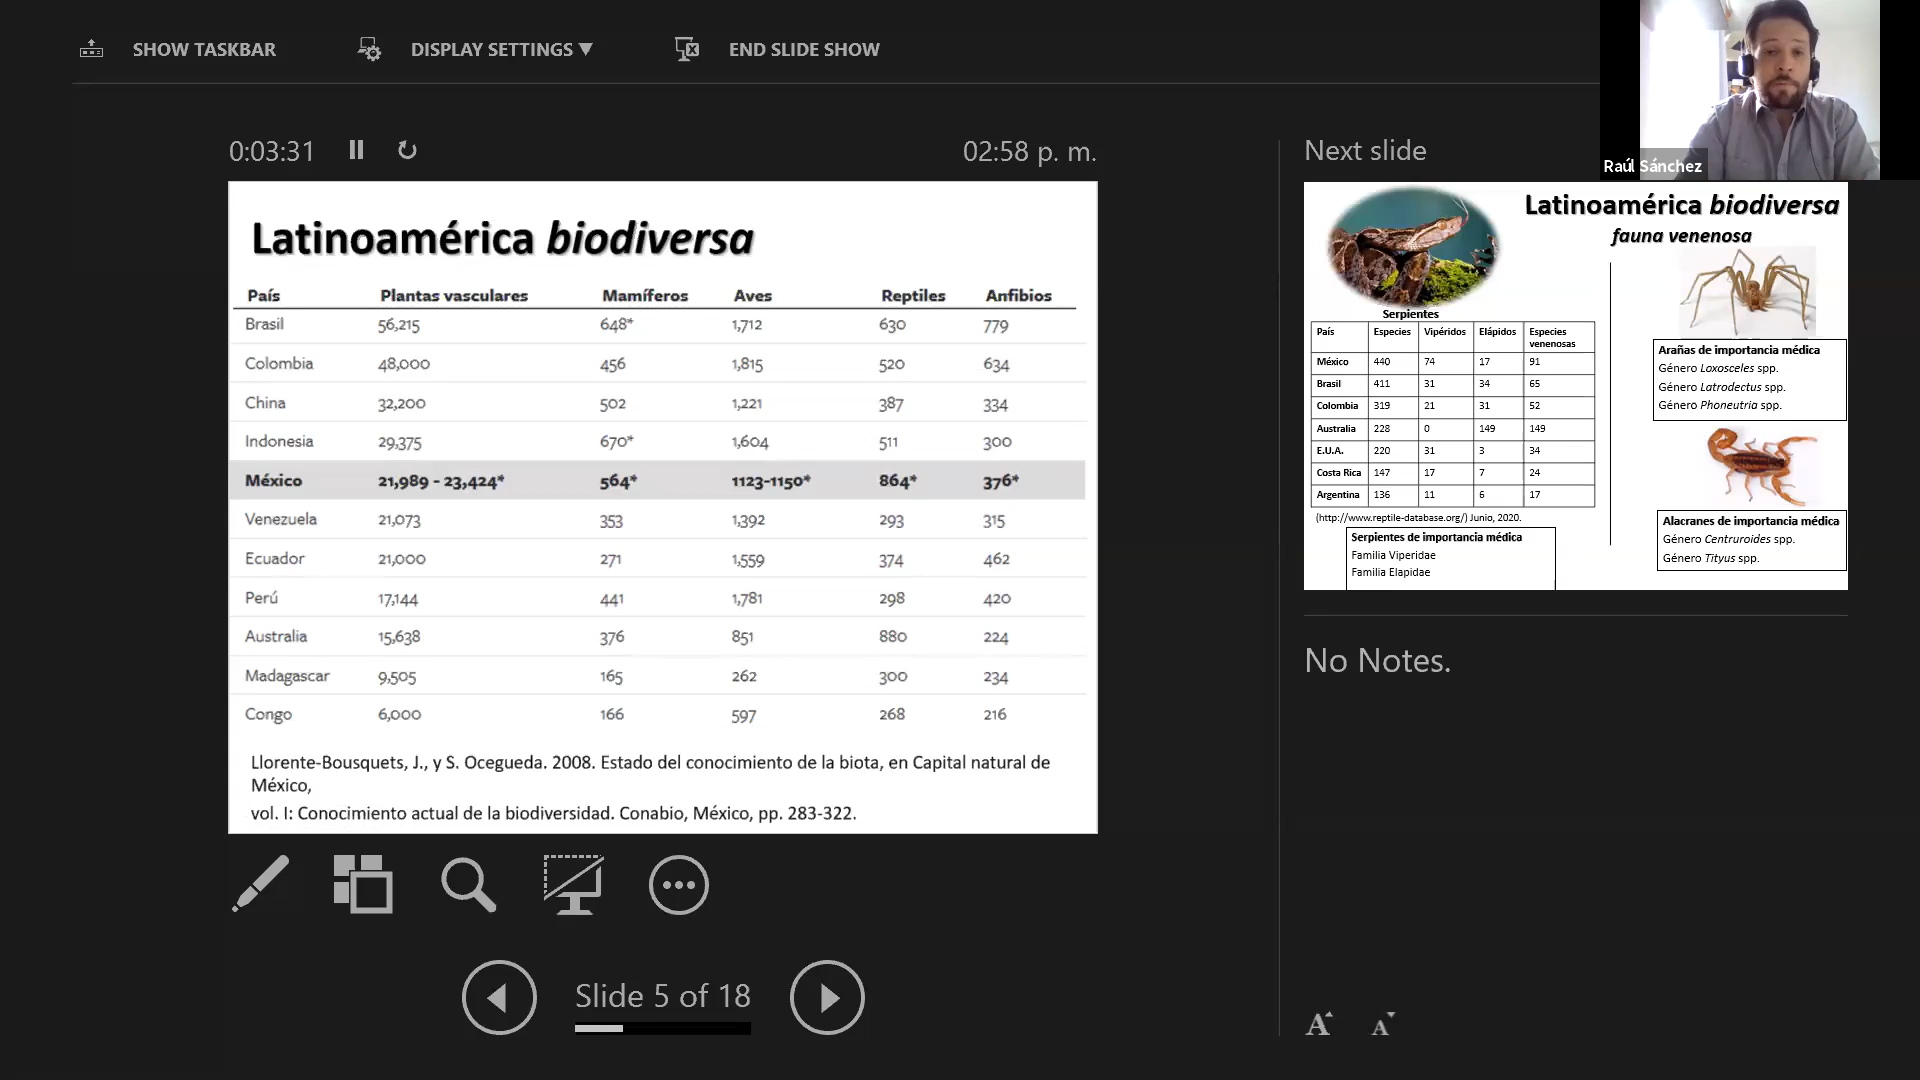 SHOW TASKBAR
DISPLAY SETTINGS ▼
END SLIDE SHOW
Raúl Sánchez
0:03:31
02:58 p. m.
Latinoamérica biodiversa
País Plantas vasculares Mamíferos Aves Reptiles Anfibios
Brasil 56,215 648* 1,712 630 779
Colombia 48,000 456 1,815 520 634
China 32,200 502 1,221 387 334
Indonesia 29,375 670* 1,604 511 300
México 21,989 - 23,424* 564* 1123-1150* 864* 376*
Venezuela 21,073 353 1,392 293 315
Ecuador 21,000 271 1,559 374 462
Perú 17,144 441 1,781 298 420
Australia 15,638 376 851 880 224
Madagascar 9,505 165 262 300 234
Congo 6,000 166 597 268 216
Llorente-Bousquets, J., y S. Ocegueda. 2008. Estado del conocimiento de la biota, en Capital natural de
México,
vol. I: Conocimiento actual de la biodiversidad. Conabio, México, pp. 283-322.
Slide 5 of 18
Next slide
Latinoamérica biodiversa
fauna venenosa
Serpientes
País Especies Vipéridos Elápidos Especies
venenosas
México 440 74 17 91
Brasil 411 31 34 65
Colombia 319 21 31 52
Australia 228 0 149 149
E.U.A. 220 31 3 34
Costa Rica 147 17 7 24
Argentina 136 11 6 17
(http://www.reptile-database.org/) Junio, 2020.
Serpientes de importancia médica
Familia Viperidae
Familia Elapidae
Arañas de importancia médica
Género Loxosceles spp.
Género Latrodectus spp.
Género Phoneutria spp.
Alacranes de importancia médica
Género Centruroides spp.
Género Tityus spp.
No Notes.
A A